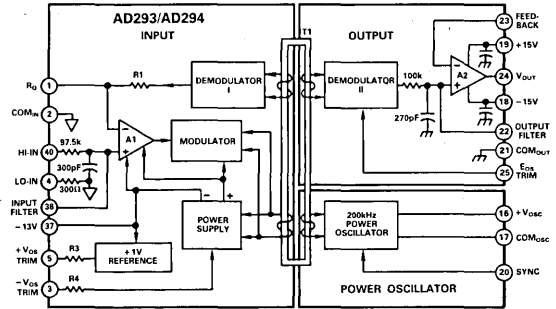 AD293/AD294
INPUT
T1
OUTPUT
23 FEED-
BACK
19 +15V
RG 1
R1
DEMODULATOR
I
DEMODULATOR
II
100k
A2
24 VOUT
COMIN 2
18 −15V
270pF
22 OUTPUT
FILTER
HI-IN 40
97.5k
A1
MODULATOR
300pF
21 COMOUT
LO-IN 4
300Ω
25 EOS
TRIM
INPUT
FILTER 38
− +
−13V 37
POWER
SUPPLY
200kHz
POWER
OSCILLATOR
16 +VOSC
17 COMOSC
+VOS
TRIM 5
R3
+1V
REFERENCE
−VOS
TRIM 3
R4
20 SYNC
POWER OSCILLATOR